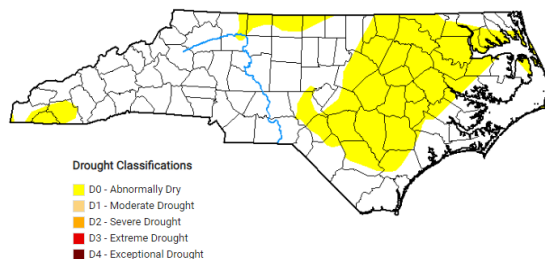 Drought Classifications
D0 - Abnormally Dry
D1 - Moderate Drought
D2 - Severe Drought
D3 - Extreme Drought
D4 - Exceptional Drought